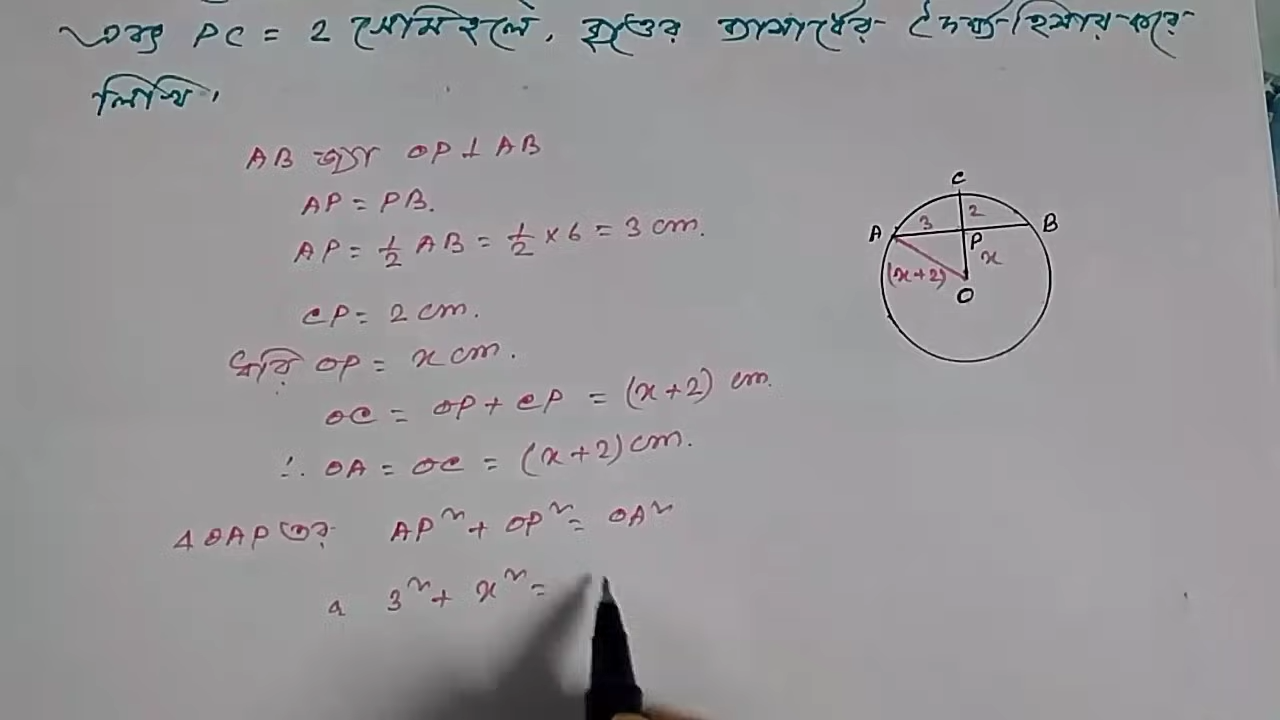 এবং PC = 2 সেমি হলে, বৃত্তের ব্যাসার্ধের দৈর্ঘ্য হিসাব করে
লিখি।
AB জ্যা OP ⊥ AB
AP = PB.
AP = 1/2 AB = 1/2 × 6 = 3 cm.
CP = 2 cm.
ধরি OP = x cm.
OC = OP + CP = (x+2) cm.
∴ OA = OC = (x+2) cm.
△OAP এর AP² + OP² = OA²
বা 3² + x² =
C
3 2
A B
P
x
(x+2)
O